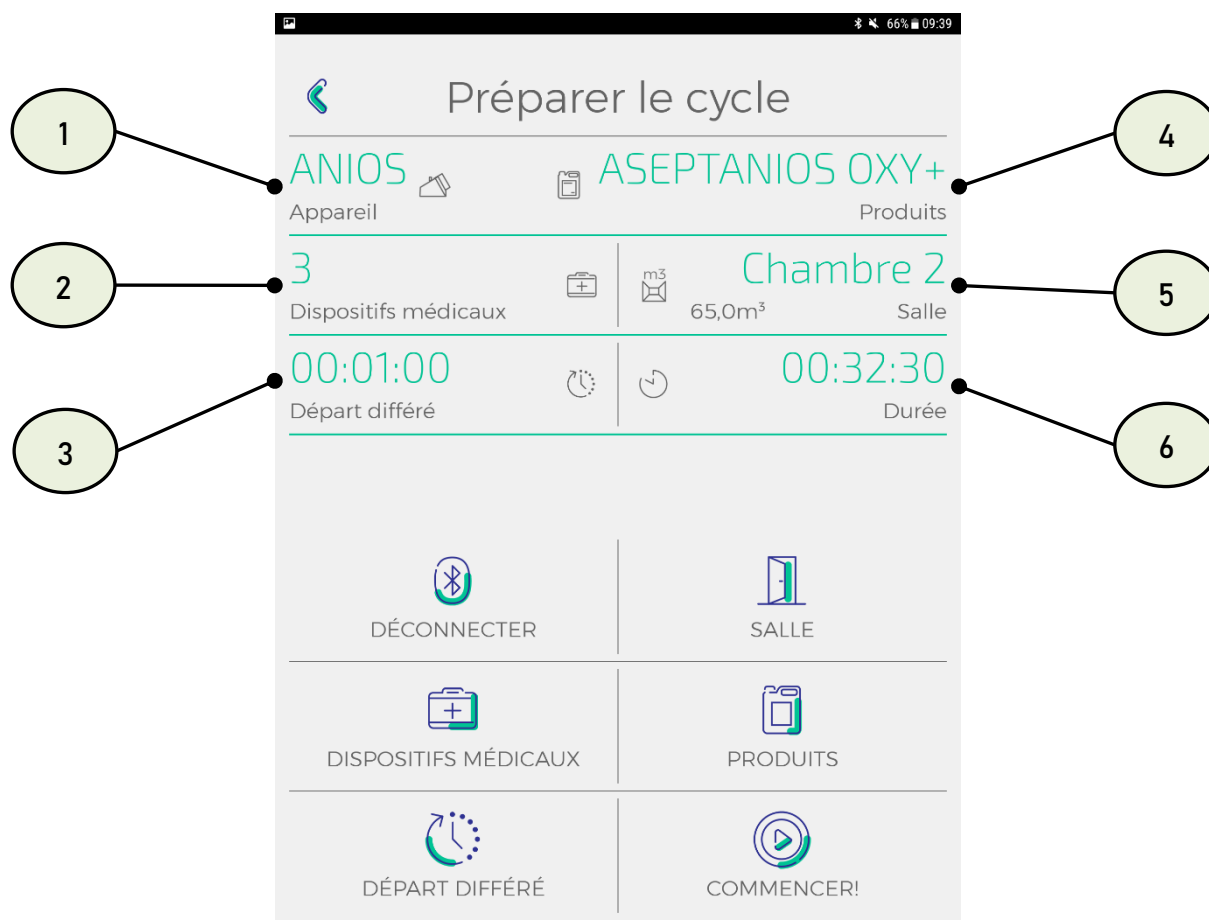 66% 09:39
Préparer le cycle
1
ANIOS
ASEPTANIOS OXY+
4
Appareil
Produits
2
3
m3
Chambre 2
5
Dispositifs médicaux
65,0m³
Salle
00:01:00
00:32:30
Départ différé
Durée
3
6
DÉCONNECTER
SALLE
DISPOSITIFS MÉDICAUX
PRODUITS
DÉPART DIFFÉRÉ
COMMENCER!